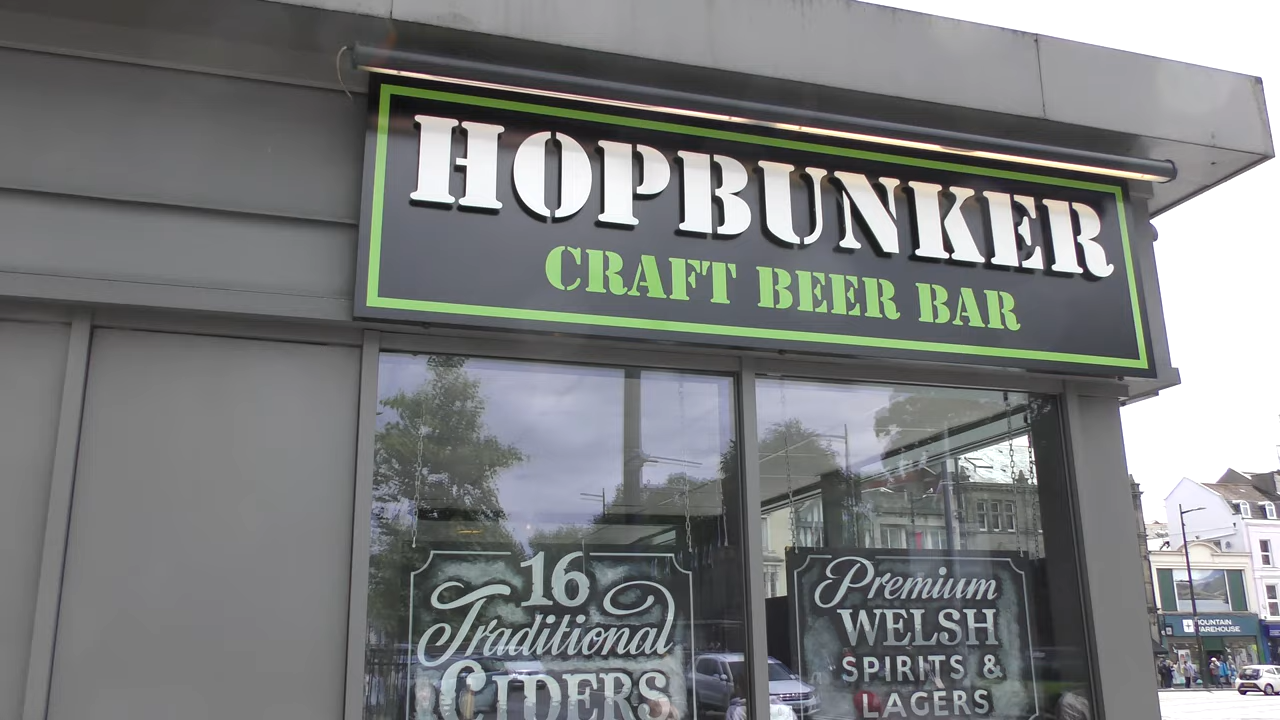 HOPBUNKER
CRAFT BEER BAR
16
Traditional
CIDERS
Premium
WELSH
SPIRITS &
LAGERS
MOUNTAIN
WAREHOUSE